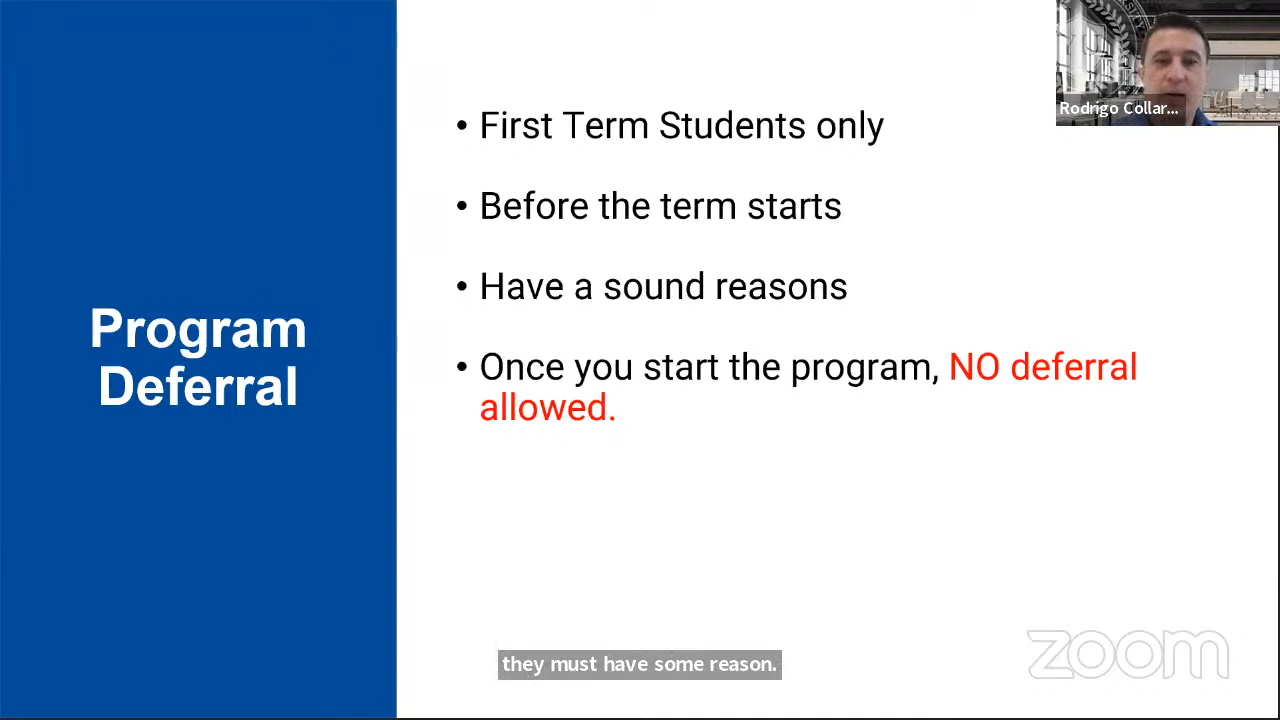 Rodrigo Collar...
• First Term Students only
• Before the term starts
• Have a sound reasons
Program
Deferral
• Once you start the program, NO deferral
allowed.
they must have some reason.
zoom